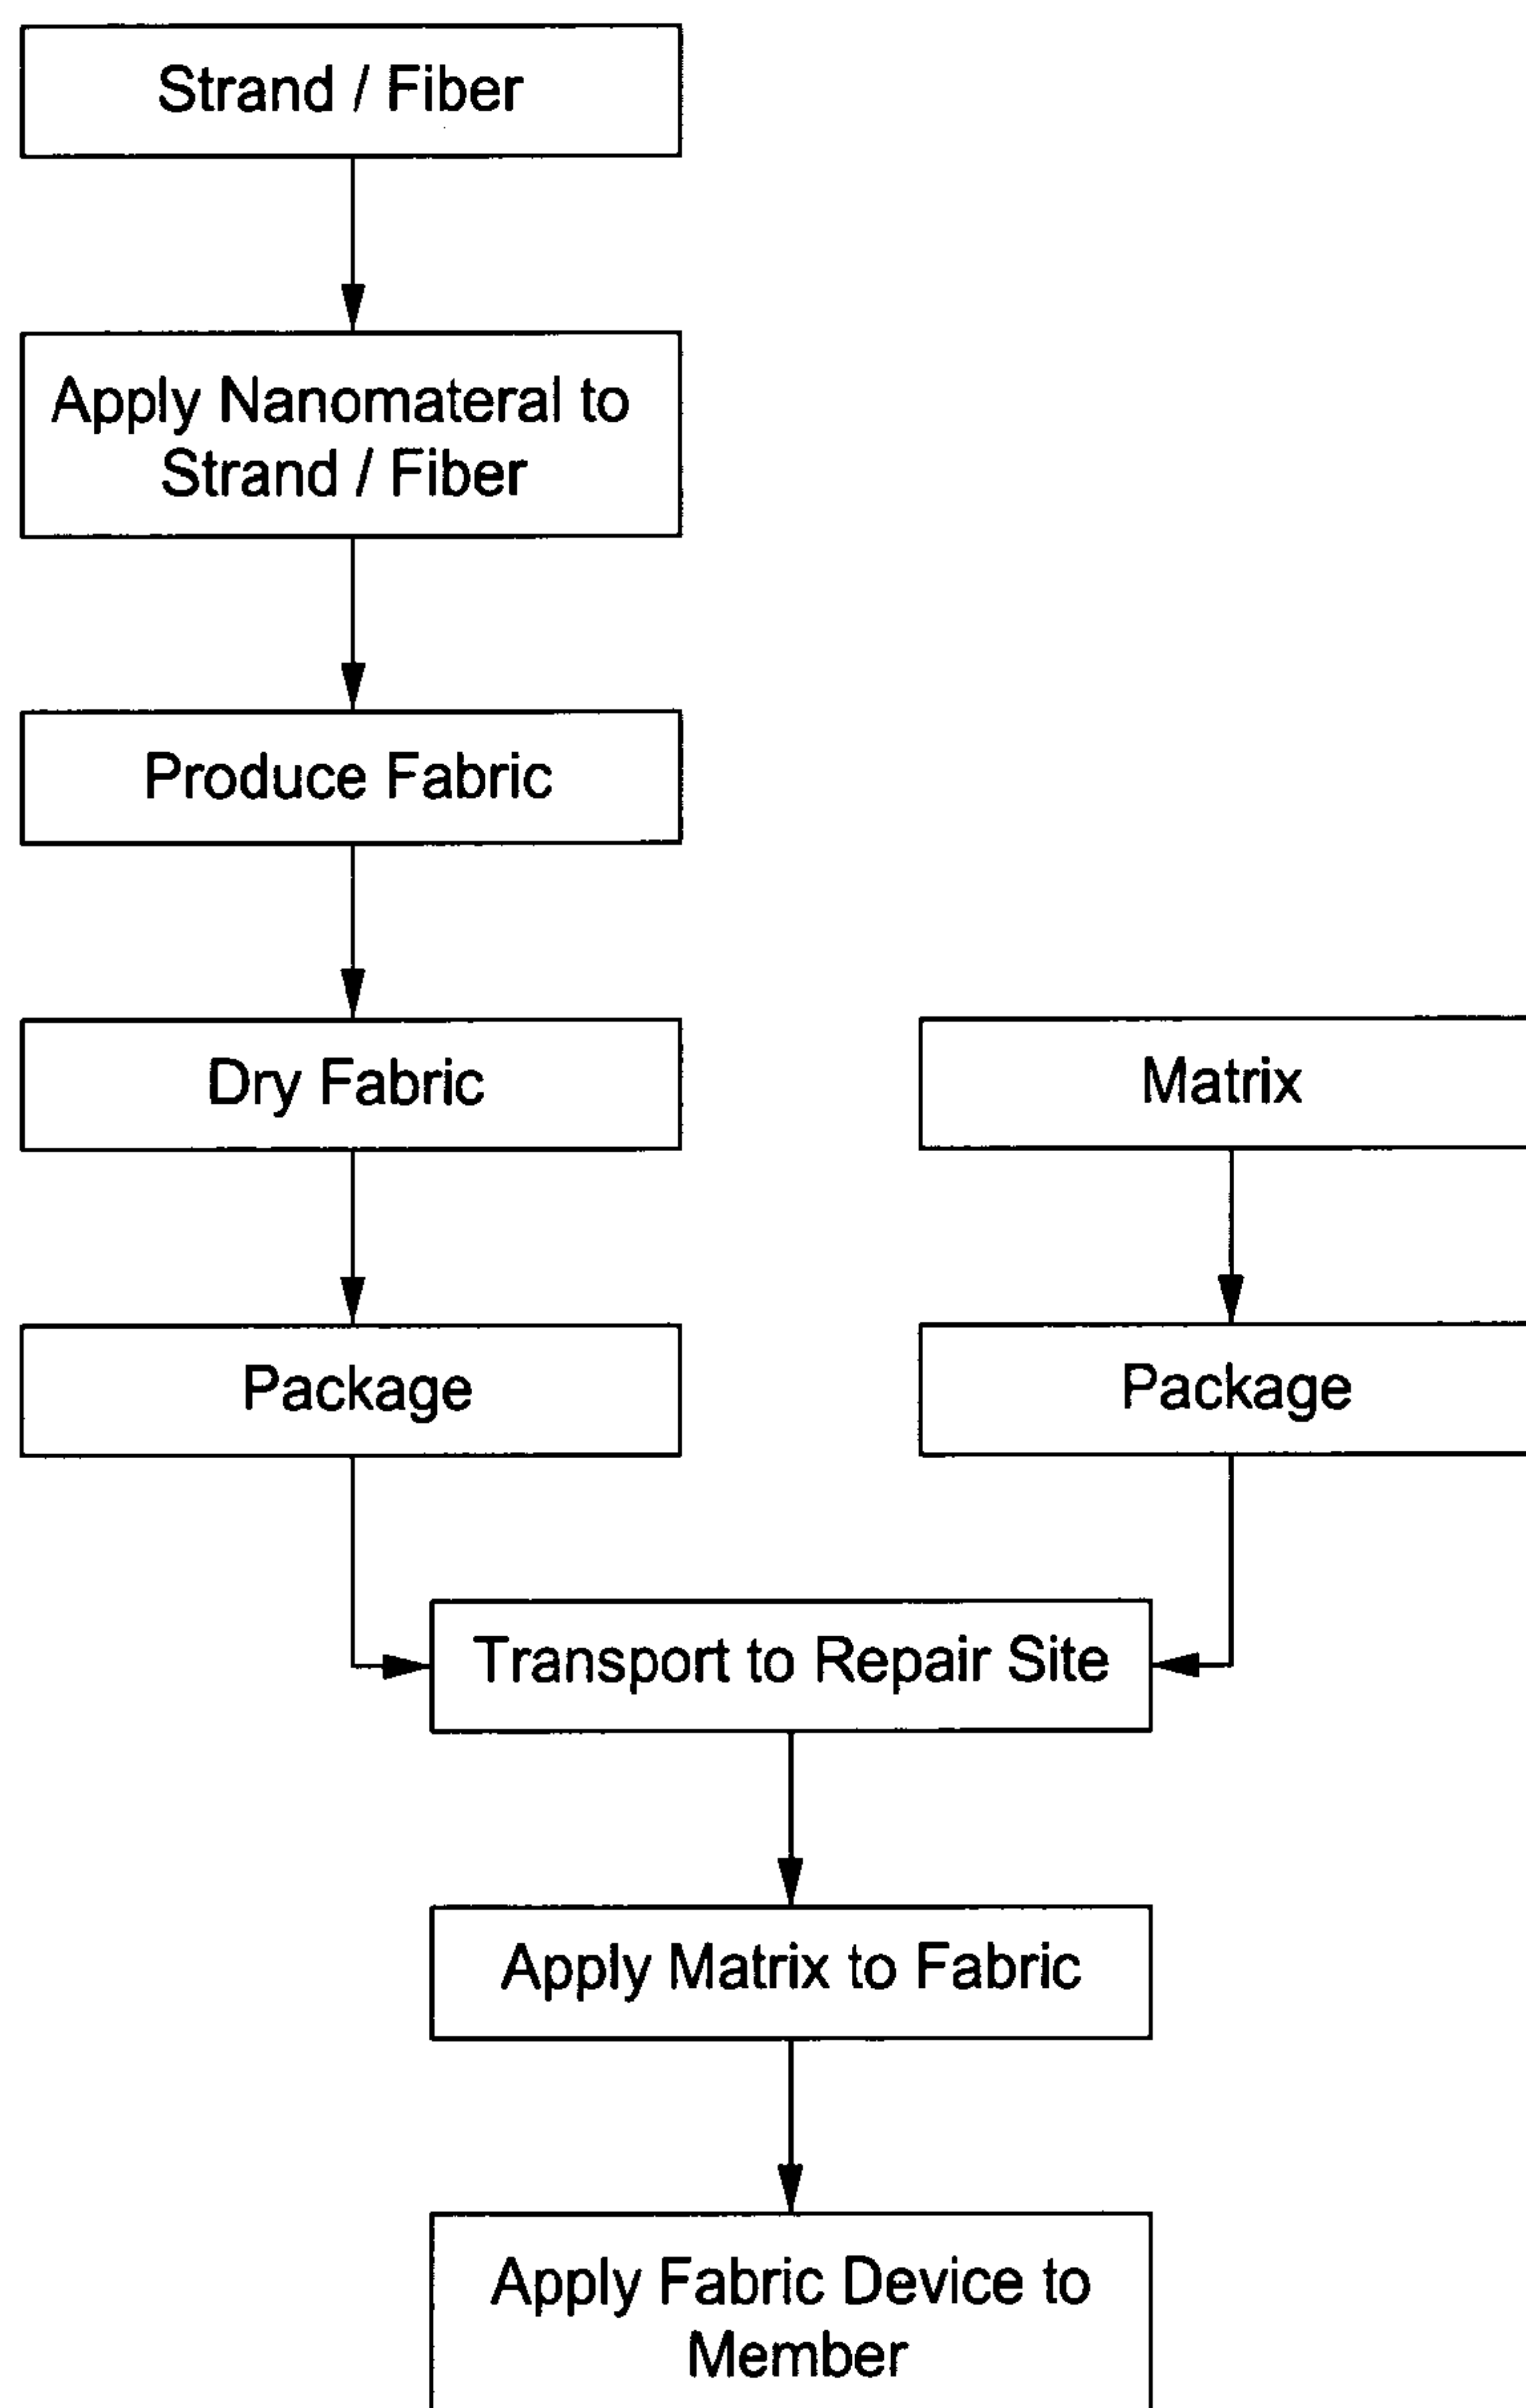 Strand / Fiber
Apply Nanomateral to
Strand / Fiber
Produce Fabric
Dry Fabric
Matrix
Package
Package
Transport to Repair Site
Apply Matrix to Fabric
Apply Fabric Device to
Member